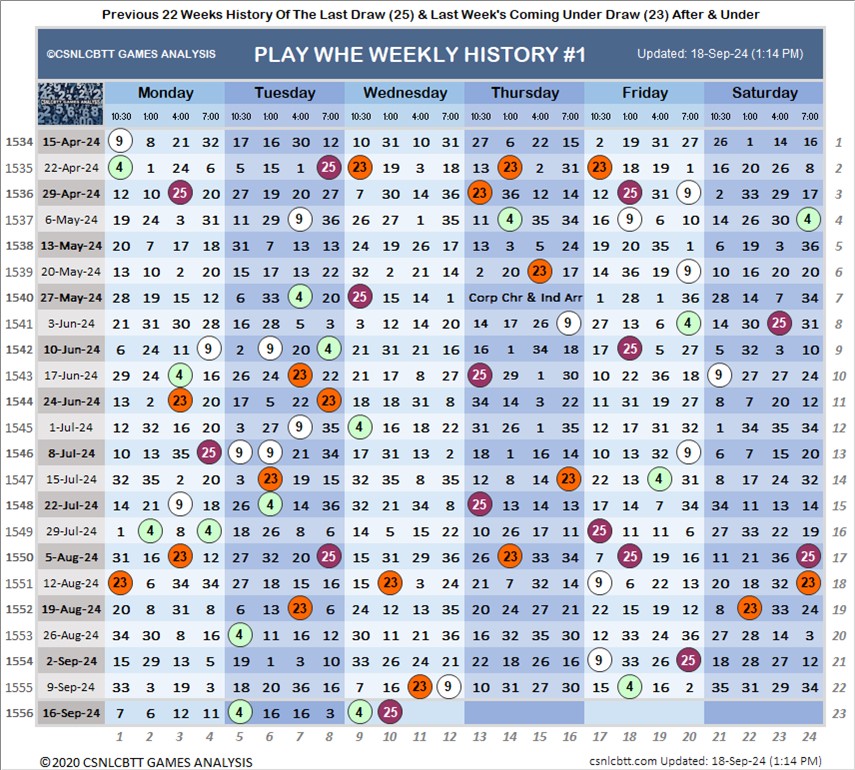 Previous 22 Weeks History Of The Last Draw (25) & Last Week's Coming Under Draw (23) After & Under
©CSNLCBTT GAMES ANALYSIS PLAY WHE WEEKLY HISTORY #1 Updated: 18-Sep-24 (1:14 PM)
Monday Tuesday Wednesday Thursday Friday Saturday
CSNLCBTT GAMES ANALYSIS 10:30 1:00 4:00 7:00 10:30 1:00 4:00 7:00 10:30 1:00 4:00 7:00 10:30 1:00 4:00 7:00 10:30 1:00 4:00 7:00 10:30 1:00 4:00 7:00
1534 15-Apr-24 9 8 21 32 17 16 30 12 10 31 10 31 27 6 22 15 2 19 31 27 26 1 14 16 1
1535 22-Apr-24 4 1 24 6 5 15 1 25 23 19 3 18 13 23 2 31 23 18 19 1 16 20 26 8 2
1536 29-Apr-24 12 10 25 20 27 19 20 27 7 30 14 36 23 36 12 14 12 25 31 9 2 33 29 17 3
1537 6-May-24 19 24 3 31 11 29 9 36 26 27 1 35 11 4 35 34 16 9 6 10 14 26 30 4 4
1538 13-May-24 20 7 17 18 31 7 13 13 24 19 26 17 13 3 5 24 19 20 35 1 6 19 3 36 5
1539 20-May-24 13 10 2 20 15 17 13 22 32 2 21 14 2 20 23 17 14 36 19 9 10 16 20 20 6
1540 27-May-24 28 19 15 12 6 33 4 20 25 15 14 1 Corp Chr & Ind Arr 1 28 1 36 28 14 7 34 7
1541 3-Jun-24 21 31 30 28 16 28 5 3 3 12 14 20 14 17 26 9 27 13 6 4 14 30 25 31 8
1542 10-Jun-24 6 24 11 9 2 9 20 4 21 31 21 16 16 1 34 18 17 25 5 27 5 32 3 10 9
1543 17-Jun-24 29 24 4 16 26 24 23 22 21 17 8 27 25 29 1 30 10 22 36 18 9 27 27 24 10
1544 24-Jun-24 13 2 23 20 17 5 22 23 18 18 31 8 34 14 3 22 11 31 19 27 8 7 20 12 11
1545 1-Jul-24 12 32 16 20 3 27 9 35 4 16 12 12 31 26 1 35 17 31 32 32 1 34 35 34 12
1546 8-Jul-24 10 13 35 25 9 9 21 34 17 31 13 2 18 1 16 14 10 13 32 9 6 7 15 20 13
1547 15-Jul-24 32 35 2 20 3 23 19 15 32 8 35 14 12 8 14 23 22 13 4 31 8 17 24 32 14
1548 22-Jul-24 14 21 9 18 26 4 14 36 32 21 34 8 25 13 14 13 17 14 7 34 34 11 13 14 15
1549 29-Jul-24 1 4 8 4 18 26 8 6 14 5 15 22 10 26 17 11 25 11 11 6 27 33 22 19 16
1550 5-Aug-24 31 16 23 12 27 32 20 25 15 31 29 36 26 23 33 34 7 25 19 16 11 21 36 25 17
1551 12-Aug-24 23 6 34 34 27 18 15 16 15 23 3 24 21 7 32 14 9 6 22 13 20 18 32 23 18
1552 19-Aug-24 20 8 31 8 6 13 23 6 24 12 13 35 20 24 27 21 22 15 19 12 8 23 33 24 19
1553 26-Aug-24 34 30 8 16 4 11 16 12 30 11 21 36 16 32 35 30 12 33 24 36 27 28 14 3 20
1554 2-Sep-24 15 29 13 5 19 1 3 10 33 26 24 21 22 18 26 16 9 33 26 25 18 28 27 12 21
1555 9-Sep-24 33 3 19 3 18 20 36 16 7 16 23 9 10 31 27 30 15 4 16 2 35 31 29 34 22
1556 16-Sep-24 7 6 12 11 4 16 16 3 4 25 23
1 2 3 4 5 6 7 8 9 10 11 12 13 14 15 16 17 18 19 20 21 22 23 24
©2020 CSNLCBTT GAMES ANALYSIS csnlcbtt.com Updated: 18-Sep-24 (1:14 PM)